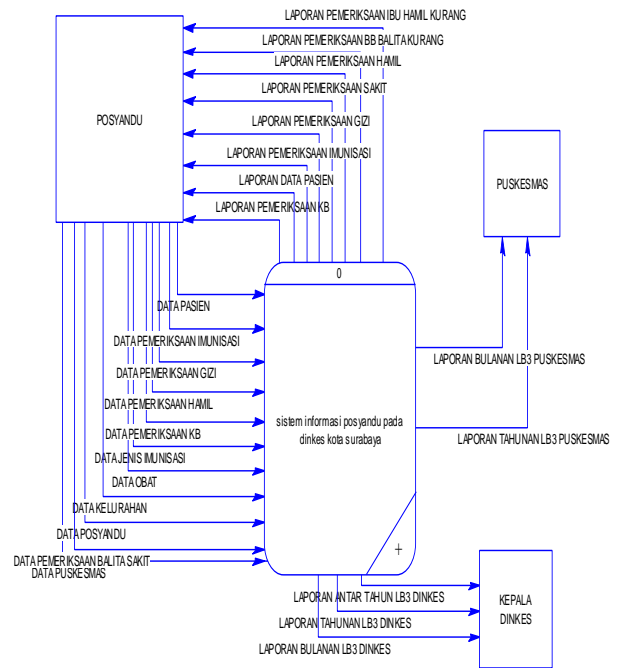 LAPORAN PEMERIKSAAN IBU HAMIL KURANG
LAPORAN PEMERIKSAAN BB BALITA KURANG
LAPORAN PEMERIKSAAN HAMIL
LAPORAN PEMERIKSAAN SAKIT
POSYANDU
LAPORAN PEMERIKSAAN GIZI
LAPORAN PEMERIKSAAN IMUNISASI
LAPORAN DATA PASIEN
LAPORAN PEMERIKSAAN KB
PUSKESMAS
0
DATA PASIEN
DATA PEMERIKSAAN IMUNISASI
DATA PEMERIKSAAN GIZI
DATA PEMERIKSAAN HAMIL
DATA PEMERIKSAAN KB
DATA JENIS IMUNISASI
DATA OBAT
DATA KELURAHAN
DATA POSYANDU
DATA PEMERIKSAAN BALITA SAKIT
DATA PUSKESMAS
sistem informasi posyandu pada
dinkes kota surabaya
+
LAPORAN BULANAN LB3 PUSKESMAS
LAPORAN TAHUNAN LB3 PUSKESMAS
LAPORAN ANTAR TAHUN LB3 DINKES
LAPORAN TAHUNAN LB3 DINKES
LAPORAN BULANAN LB3 DINKES
KEPALA
DINKES